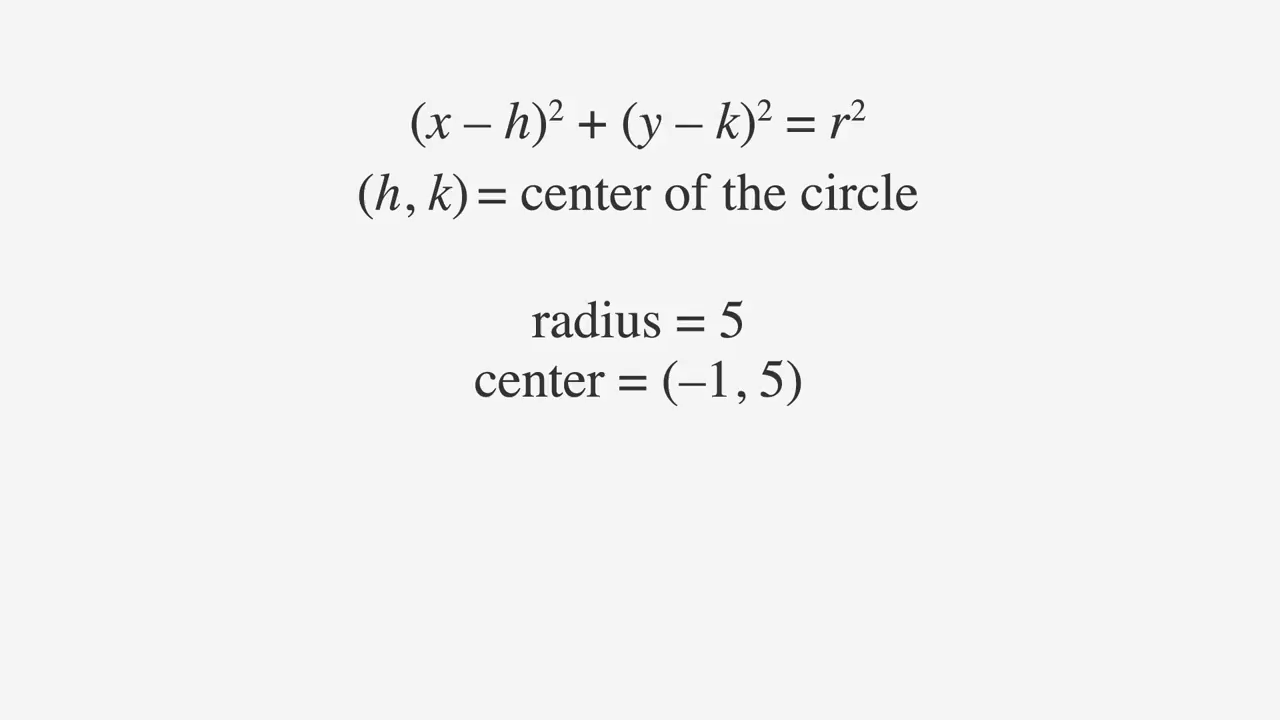 (x – h)² + (y – k)² = r²
(h, k) = center of the circle
radius = 5
center = (–1, 5)